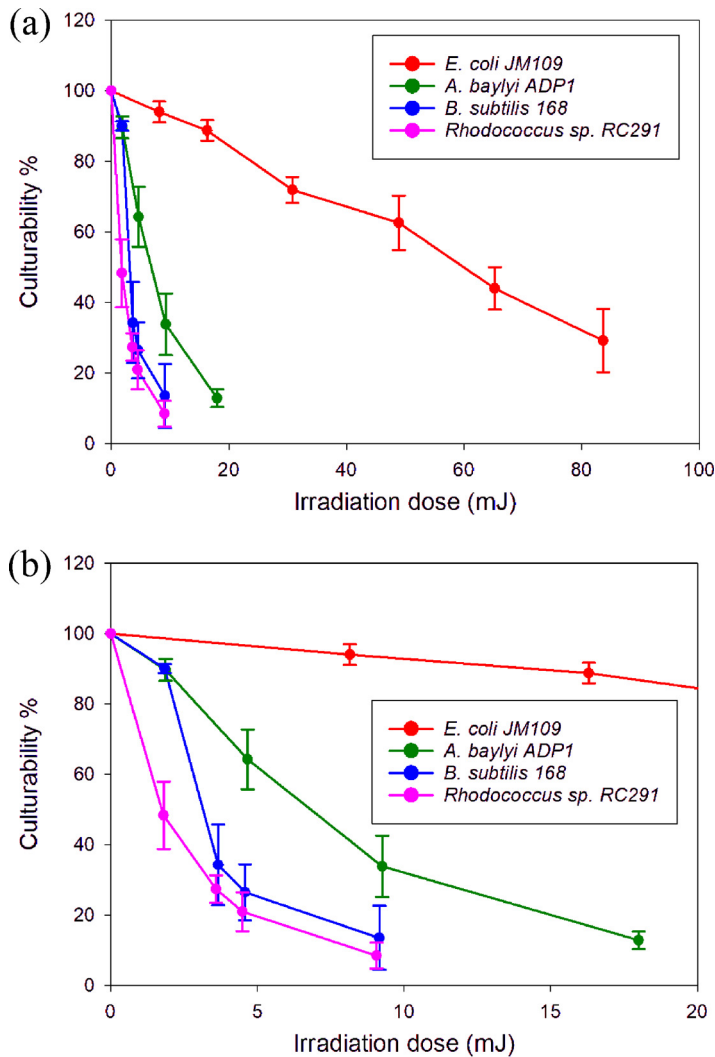 (a)
120
100
80
60
40
20
0
Culturability %
E. coli JM109
A. baylyi ADP1
B. subtilis 168
Rhodococcus sp. RC291
0 20 40 60 80 100
Irradiation dose (mJ)
(b)
120
100
80
60
40
20
0
Culturability %
E. coli JM109
A. baylyi ADP1
B. subtilis 168
Rhodococcus sp. RC291
0 5 10 15 20
Irradiation dose (mJ)